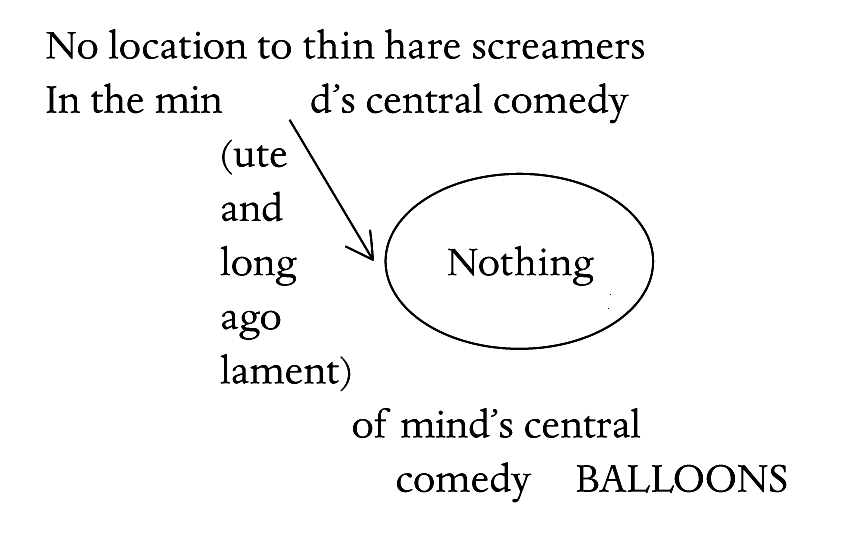 No location to thin hare screamers
In the min d’s central comedy
(ute
and
long
ago
lament)
Nothing
of mind’s central
comedy BALLOONS